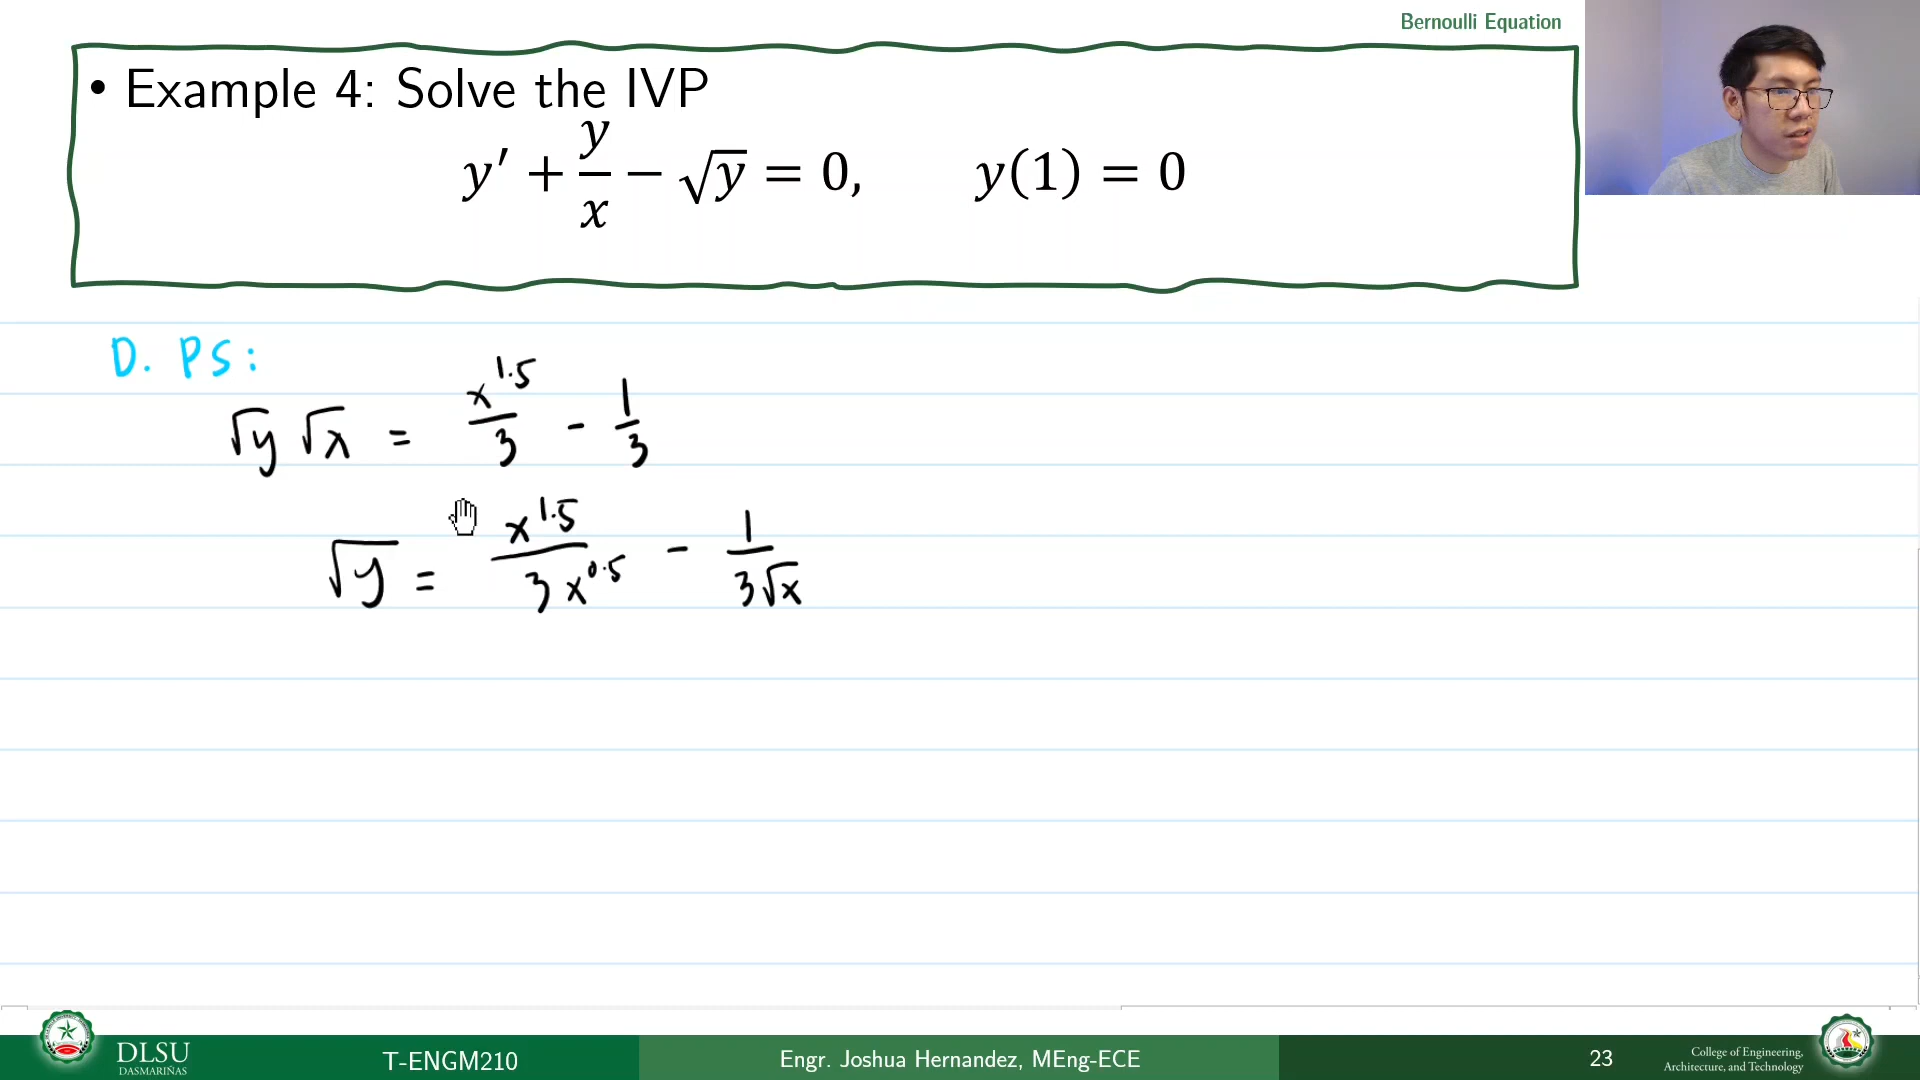 Bernoulli Equation
• Example 4: Solve the IVP
y′ + y/x − √y = 0, y(1) = 0
D. PS:
√y √x = x^1.5/3 - 1/3
√y = x^1.5/3x^0.5 - 1/3√x
DLSU
DASMARIÑAS
T-ENGM210
Engr. Joshua Hernandez, MEng-ECE
23
College of Engineering,
Architecture, and Technology